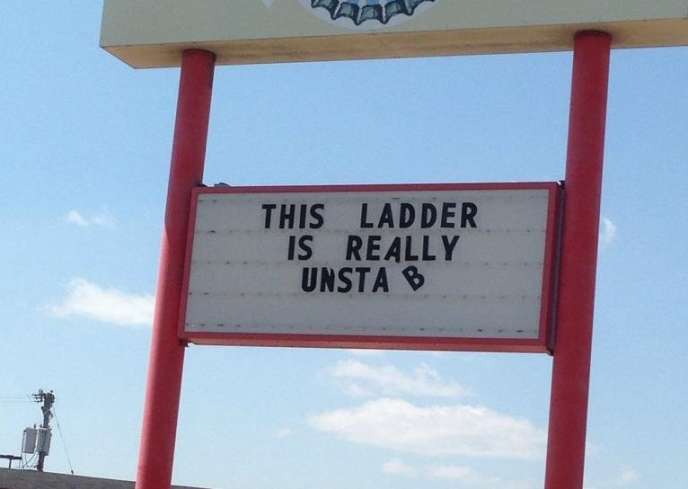 THIS LADDER
IS REALLY
UNSTA B